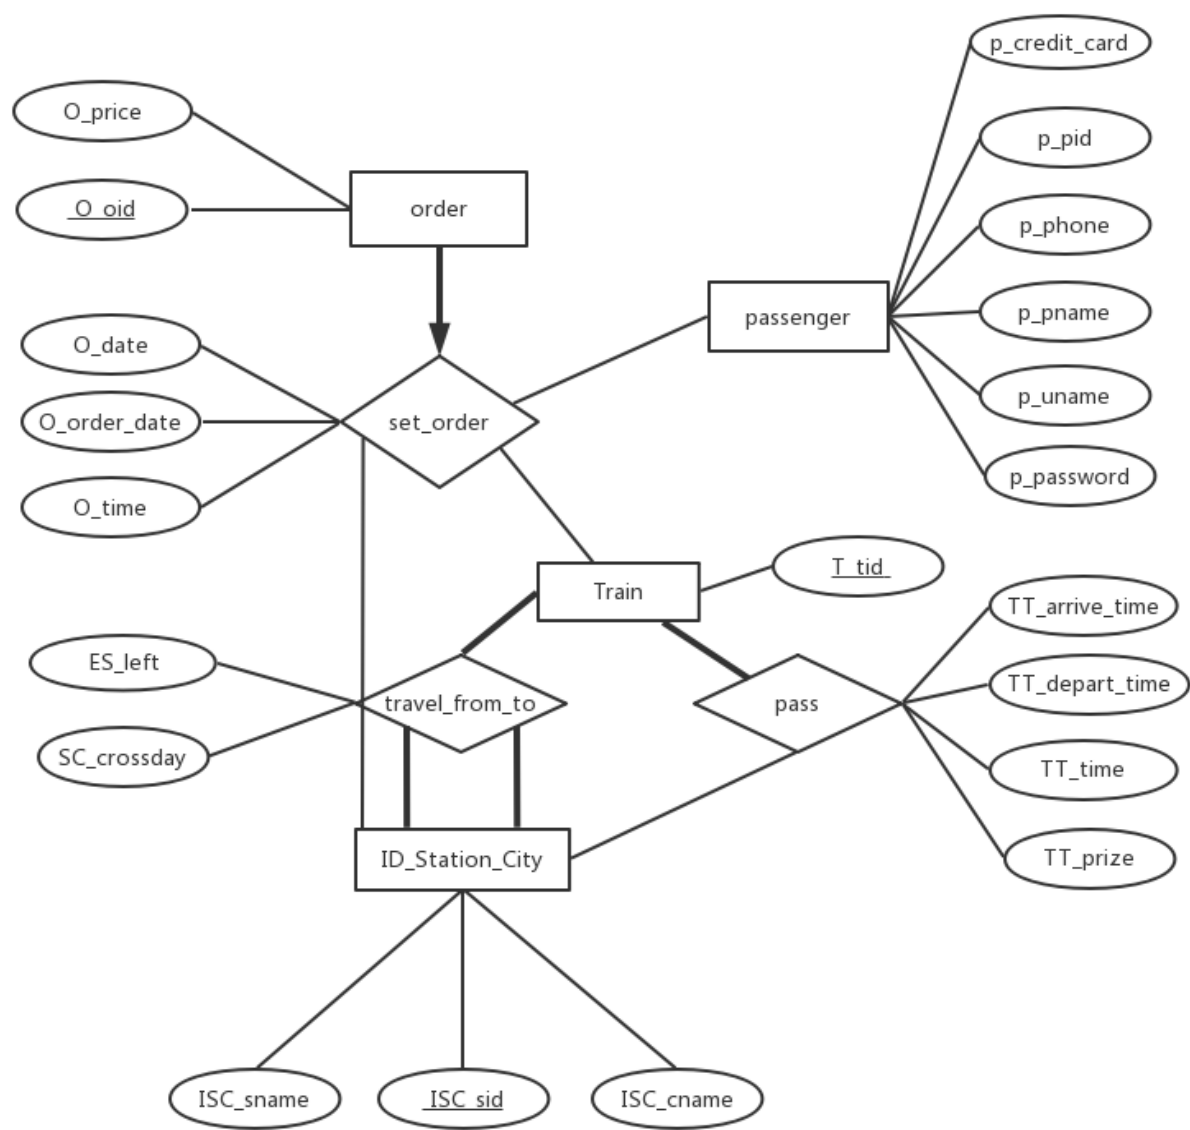 p_credit_card
O_price
p_pid
O_oid
order
p_phone
p_pname
passenger
O_date
p_uname
O_order_date
set_order
p_password
O_time
T_tid
Train
TT_arrive_time
ES_left
TT_depart_time
travel_from_to
pass
SC_crossday
TT_time
ID_Station_City
TT_prize
ISC_sname
ISC_sid
ISC_cname